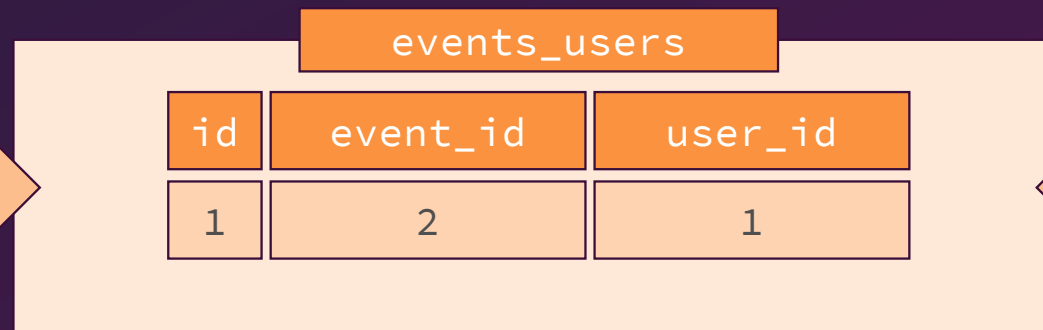 events_users
id event_id user_id
1 2 1